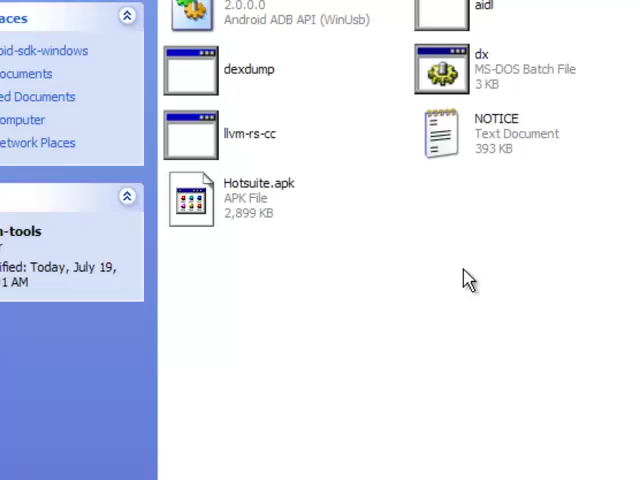 aces
oid-sdk-windows
ocuments
ed Documents
omputer
etwork Places
n-tools
r
ified: Today, July 19,
1 AM
2.0.0.0
Android ADB API (WinUsb)
aidl
dexdump
dx
MS-DOS Batch File
3 KB
llvm-rs-cc
NOTICE
Text Document
393 KB
Hotsuite.apk
APK File
2,899 KB